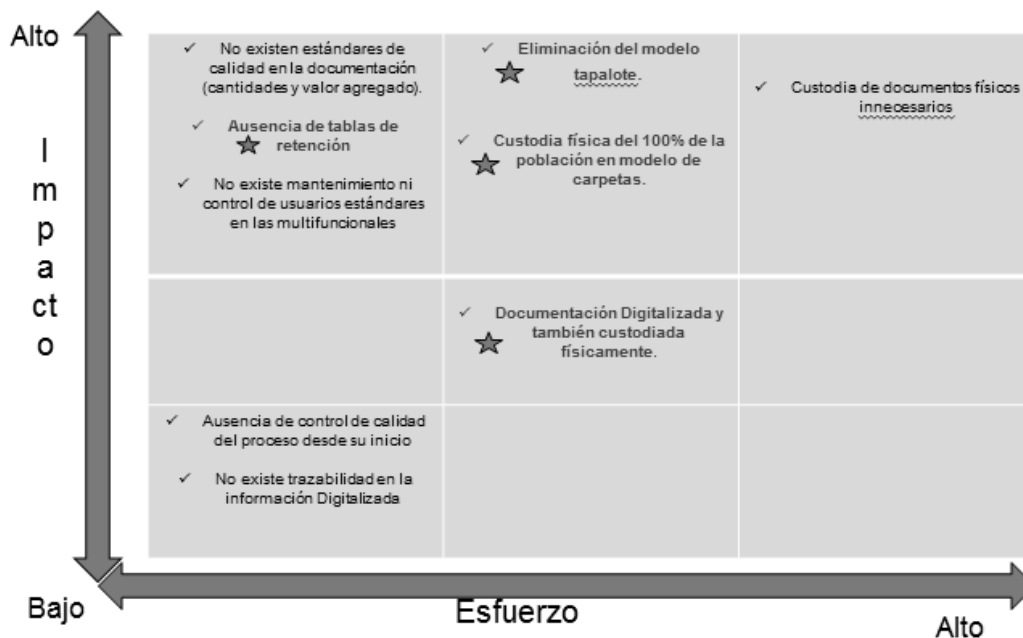 Alto
Impacto
No existen estándares de
calidad en la documentación
(cantidades y valor agregado).
Ausencia de tablas de
retención
No existe mantenimiento ni
control de usuarios estándares
en las multifuncionales
Eliminación del modelo
tapalote.
Custodia física del 100% de la
población en modelo de
carpetas.
Custodia de documentos físicos
innecesarios
Documentación Digitalizada y
también custodiada
físicamente.
Ausencia de control de calidad
del proceso desde su inicio
No existe trazabilidad en la
información Digitalizada
Bajo
Esfuerzo
Alto